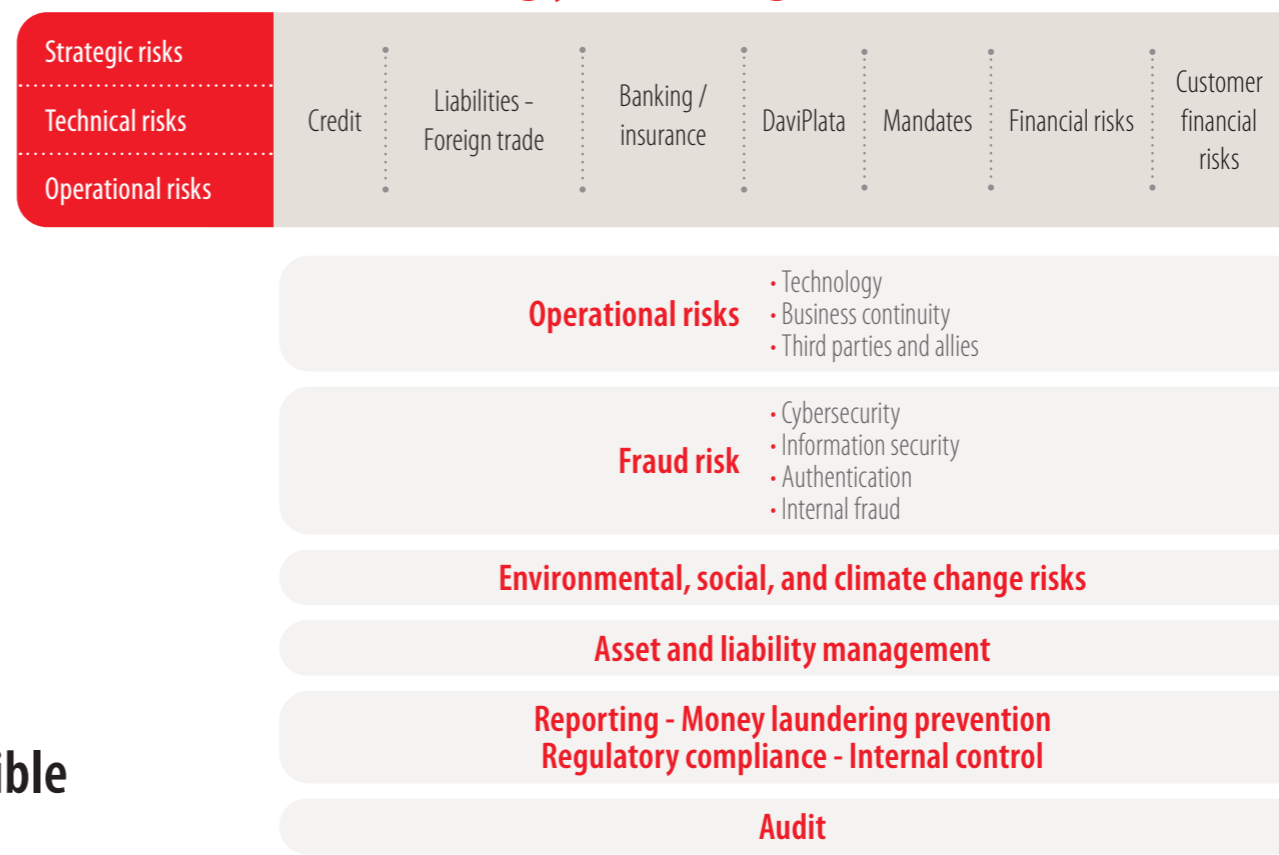 Strategic risks
Technical risks
Operational risks
Credit
Liabilities -
Foreign trade
Banking /
insurance
DaviPlata
Mandates
Financial risks
Customer
financial
risks
Operational risks
• Technology
• Business continuity
• Third parties and allies
Fraud risk
• Cybersecurity
• Information security
• Authentication
• Internal fraud
Environmental, social, and climate change risks
Asset and liability management
Reporting - Money laundering prevention
Regulatory compliance - Internal control
Audit